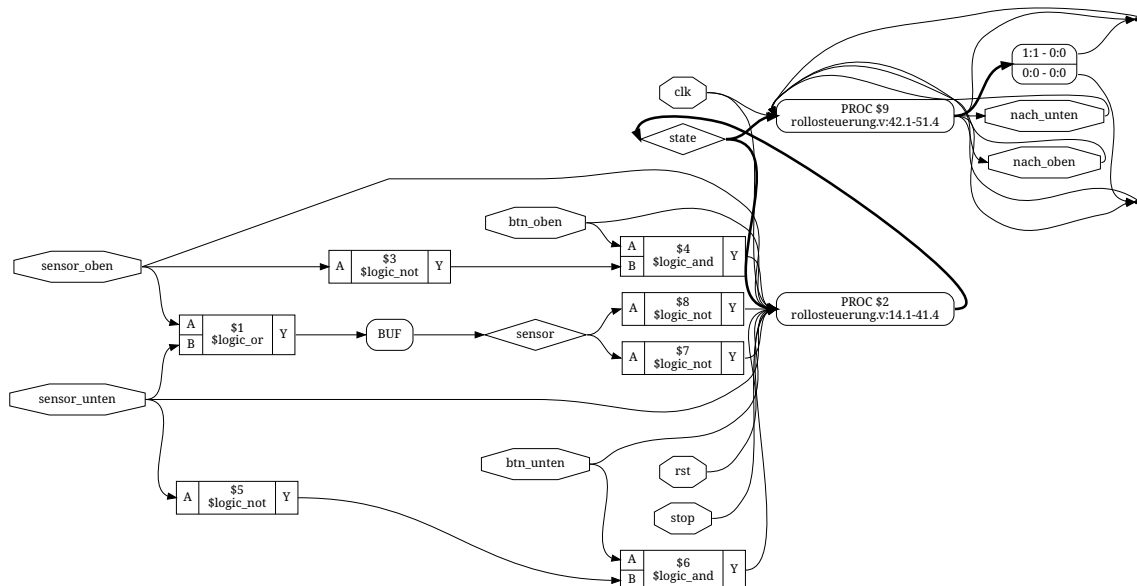 1:1 - 0:0
0:0 - 0:0
clk
PROC $9
rollosteuerung.v:42.1-51.4
nach_unten
state
nach_oben
btn_oben
sensor_oben
A
$3
$logic_not
Y
A
B
$4
$logic_and
Y
A
B
$1
$logic_or
Y
BUF
sensor
A
$8
$logic_not
Y
PROC $2
rollosteuerung.v:14.1-41.4
A
$7
$logic_not
Y
sensor_unten
btn_unten
rst
A
$5
$logic_not
Y
stop
A
B
$6
$logic_and
Y